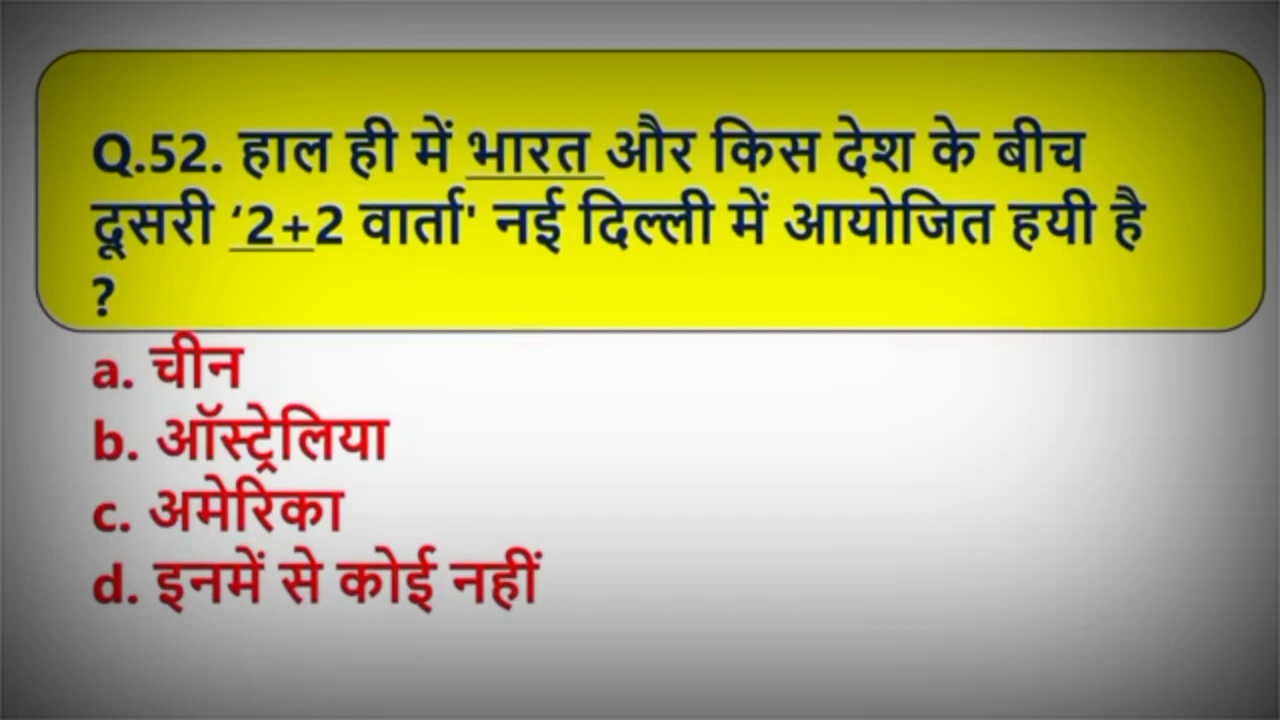 Q.52. हाल ही में भारत और किस देश के बीच
दूसरी ‘2+2 वार्ता' नई दिल्ली में आयोजित हयी है
?
a. चीन
b. ऑस्ट्रेलिया
c. अमेरिका
d. इनमें से कोई नहीं